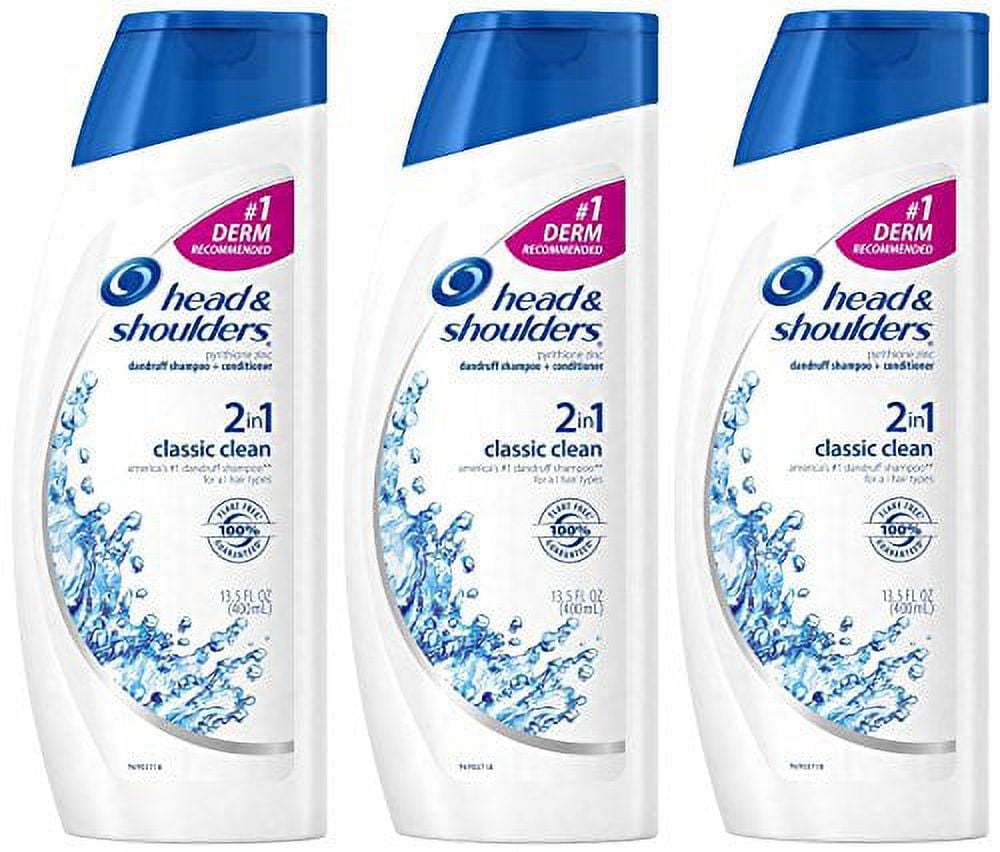 #1
DERM
RECOMMENDED
head &
shoulders®
pyrithione zinc
dandruff shampoo + conditioner
2in1
classic clean
america's #1 dandruff shampoo**
for all hair types
FLAKE FREE*
100%
GUARANTEED
13.5 FL OZ
(400mL)
#1
DERM
RECOMMENDED
head &
shoulders®
pyrithione zinc
dandruff shampoo + conditioner
2in1
classic clean
america's #1 dandruff shampoo**
for all hair types
FLAKE FREE*
100%
GUARANTEED
13.5 FL OZ
(400mL)
#1
DERM
RECOMMENDED
head &
shoulders®
pyrithione zinc
dandruff shampoo + conditioner
2in1
classic clean
america's #1 dandruff shampoo**
for all hair types
FLAKE FREE*
100%
GUARANTEED
13.5 FL OZ
(400mL)